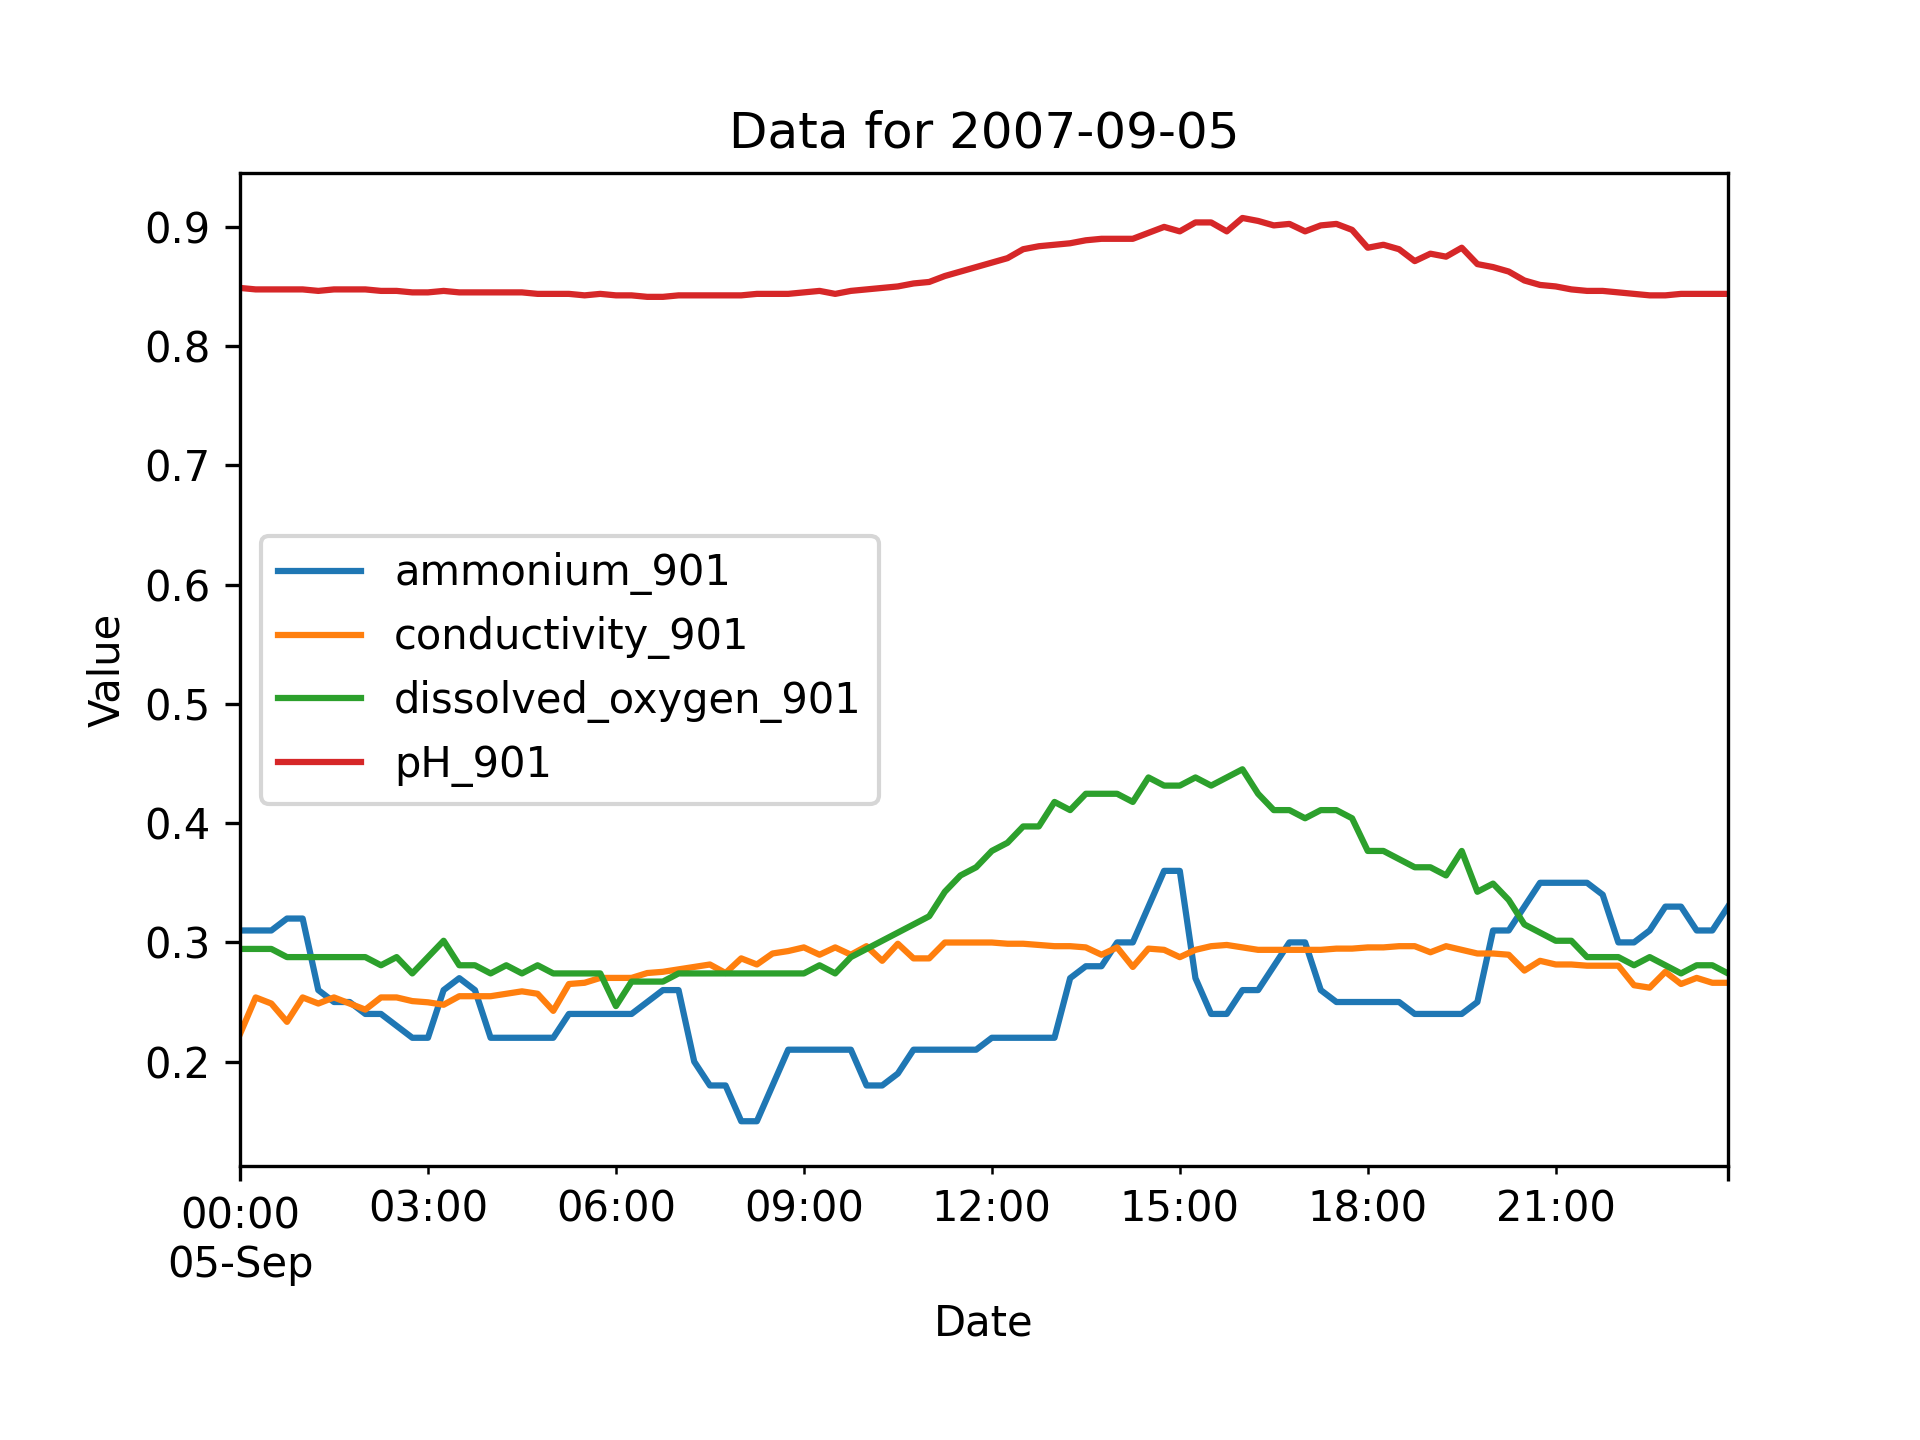 Data for 2007-09-05
Value
0.9
0.8
0.7
0.6
0.5
0.4
0.3
0.2
ammonium_901
conductivity_901
dissolved_oxygen_901
pH_901
00:00 03:00 06:00 09:00 12:00 15:00 18:00 21:00
05-Sep
Date